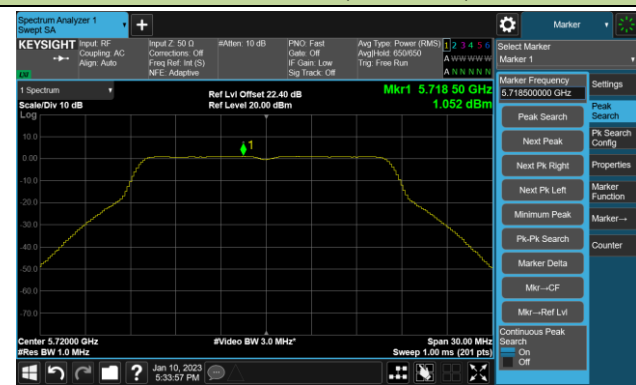 Spectrum Analyzer 1
Swept SA
Marker
KEYSIGHT
Input: RF
Coupling: AC
Align: Auto
Input Z: 50 Ω
Corrections: Off
Freq Ref: Int (S)
NFE: Adaptive
#Atten: 10 dB
PNO: Fast
Gate: Off
IF Gain: Low
Sig Track: Off
Avg Type: Power (RMS)
Avg|Hold: 650/650
Trig: Free Run
1 2 3 4 5 6
A W W W W W
A N N N N N
Select Marker
Marker 1
1 Spectrum
Scale/Div 10 dB
Log
Ref Lvl Offset 22.40 dB
Ref Level 20.00 dBm
Mkr1 5.718 50 GHz
1.052 dBm
10.0
0.00
-10.0
-20.0
-30.0
-40.0
-50.0
-60.0
-70.0
1
Center 5.72000 GHz
#Res BW 1.0 MHz
#Video BW 3.0 MHz*
Span 30.00 MHz
Sweep 1.00 ms (201 pts)
Marker Frequency
5.718500000 GHz
Peak Search
Next Peak
Next Pk Right
Next Pk Left
Minimum Peak
Pk-Pk Search
Marker Delta
Mkr→CF
Mkr→Ref Lvl
Continuous Peak
Search
On
Off
Settings
Peak
Search
Pk Search
Config
Properties
Marker
Function
Marker→
Counter
Jan 10, 2023
5:33:57 PM